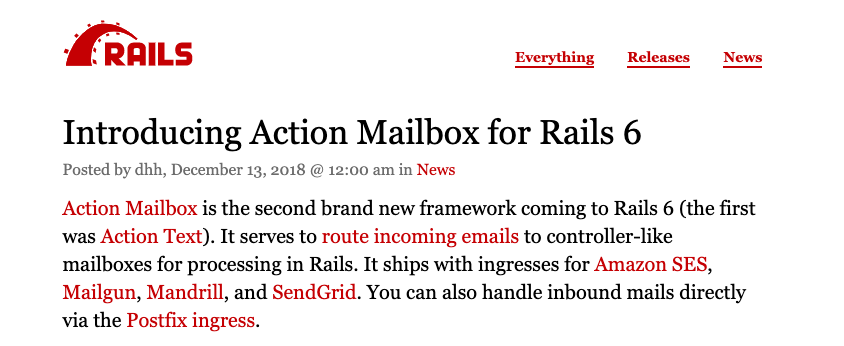 RAILS
Everything Releases News
Introducing Action Mailbox for Rails 6
Posted by dhh, December 13, 2018 @ 12:00 am in News
Action Mailbox is the second brand new framework coming to Rails 6 (the first
was Action Text). It serves to route incoming emails to controller-like
mailboxes for processing in Rails. It ships with ingresses for Amazon SES,
Mailgun, Mandrill, and SendGrid. You can also handle inbound mails directly
via the Postfix ingress.